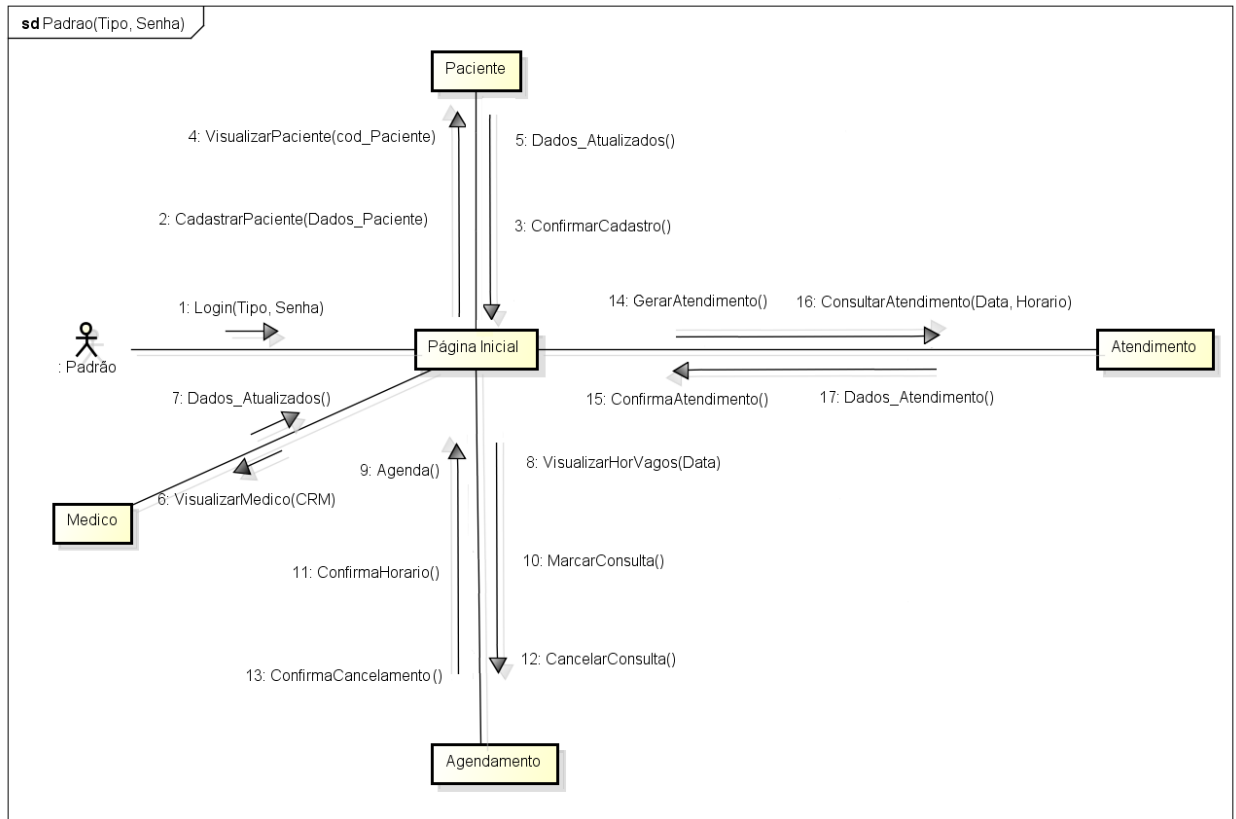 sd Padrao(Tipo, Senha)
Paciente
4: VisualizarPaciente(cod_Paciente)
5: Dados_Atualizados()
2: CadastrarPaciente(Dados_Paciente)
3: ConfirmarCadastro()
1: Login(Tipo, Senha)
14: GerarAtendimento()
16: ConsultarAtendimento(Data, Horario)
: Padrão
Página Inicial
Atendimento
7: Dados_Atualizados()
15: ConfirmaAtendimento()
17: Dados_Atendimento()
9: Agenda()
8: VisualizarHorVagos(Data)
6: VisualizarMedico(CRM)
Medico
11: ConfirmaHorario()
10: MarcarConsulta()
13: ConfirmaCancelamento()
12: CancelarConsulta()
Agendamento